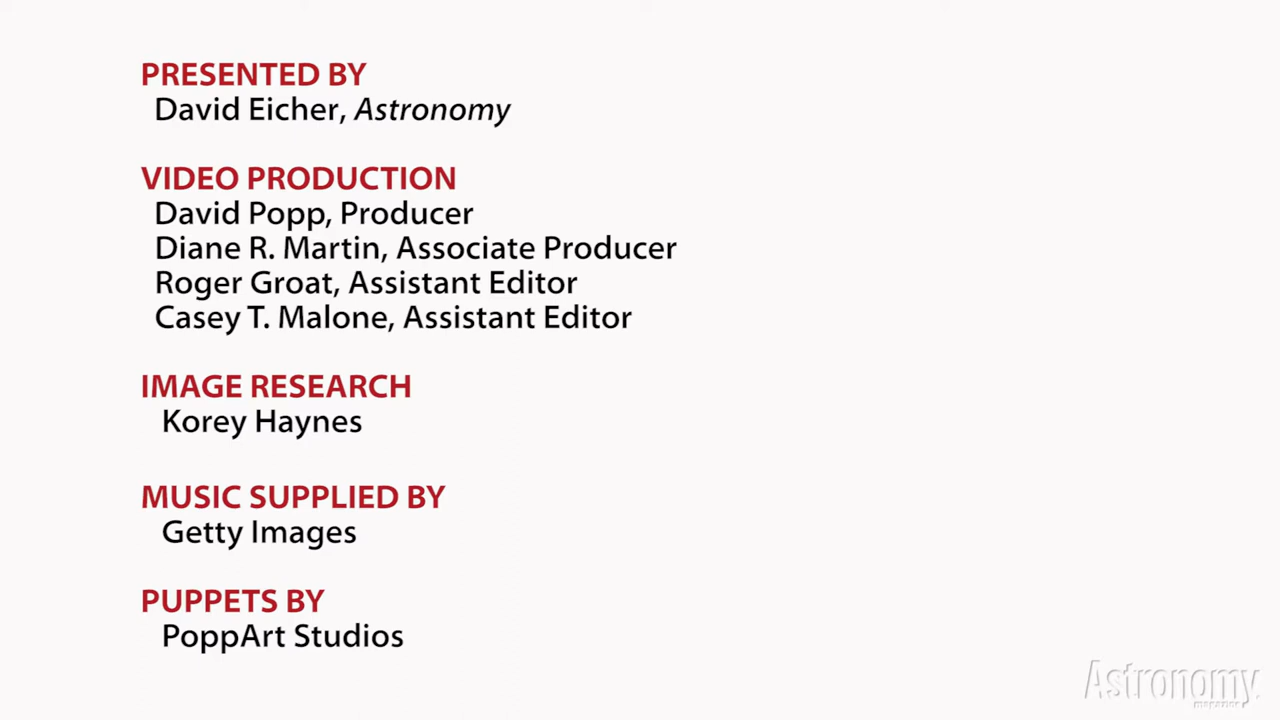 PRESENTED BY
David Eicher, Astronomy
VIDEO PRODUCTION
David Popp, Producer
Diane R. Martin, Associate Producer
Roger Groat, Assistant Editor
Casey T. Malone, Assistant Editor
IMAGE RESEARCH
Korey Haynes
MUSIC SUPPLIED BY
Getty Images
PUPPETS BY
PoppArt Studios
Astronomy
magazine